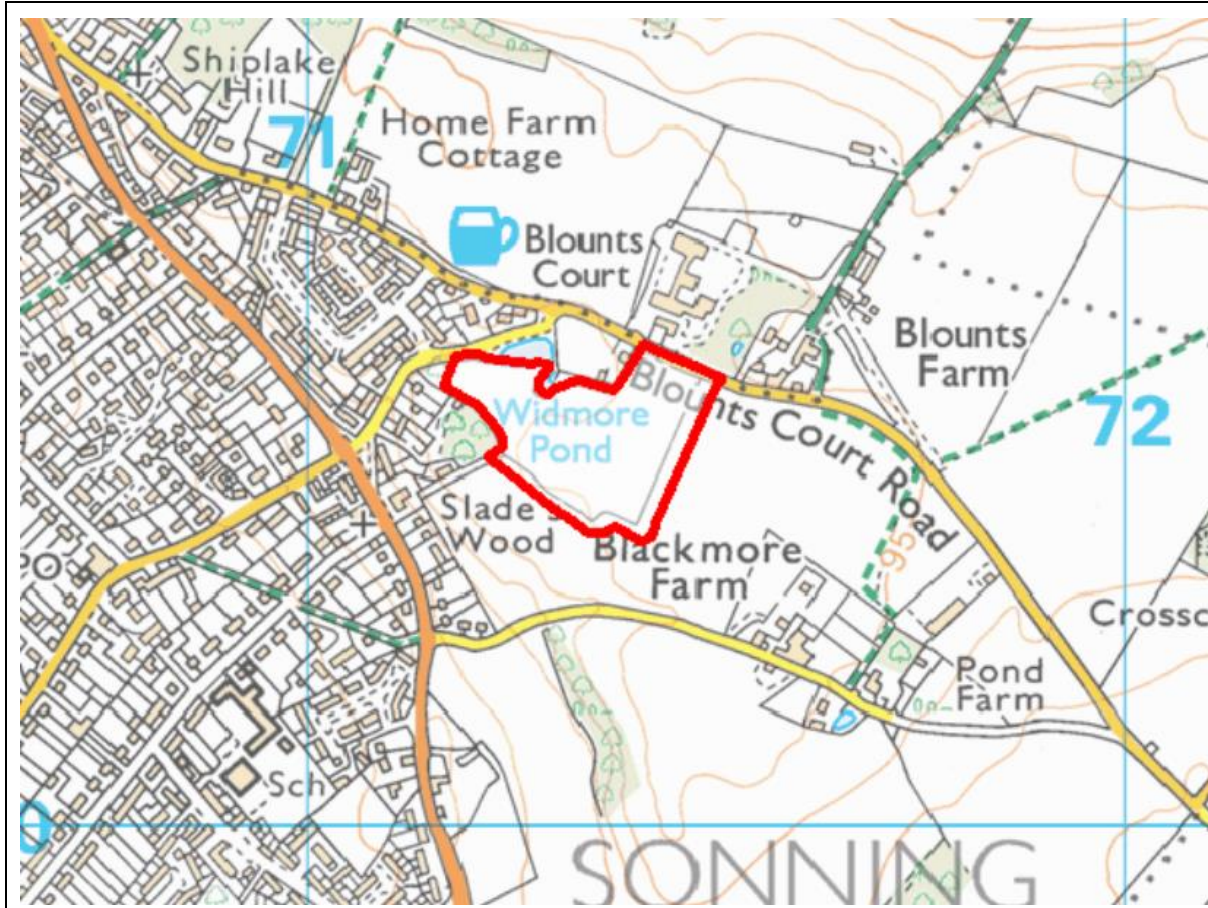 Shiplake
Hill
71
Home Farm
Cottage
Blounts
Court
Blounts
Farm
72
Widmore
Pond
Blounts Court Road
Slade's
Wood
Blackmore
Farm
95
PO
Pond
Farm
Sch
SONNING